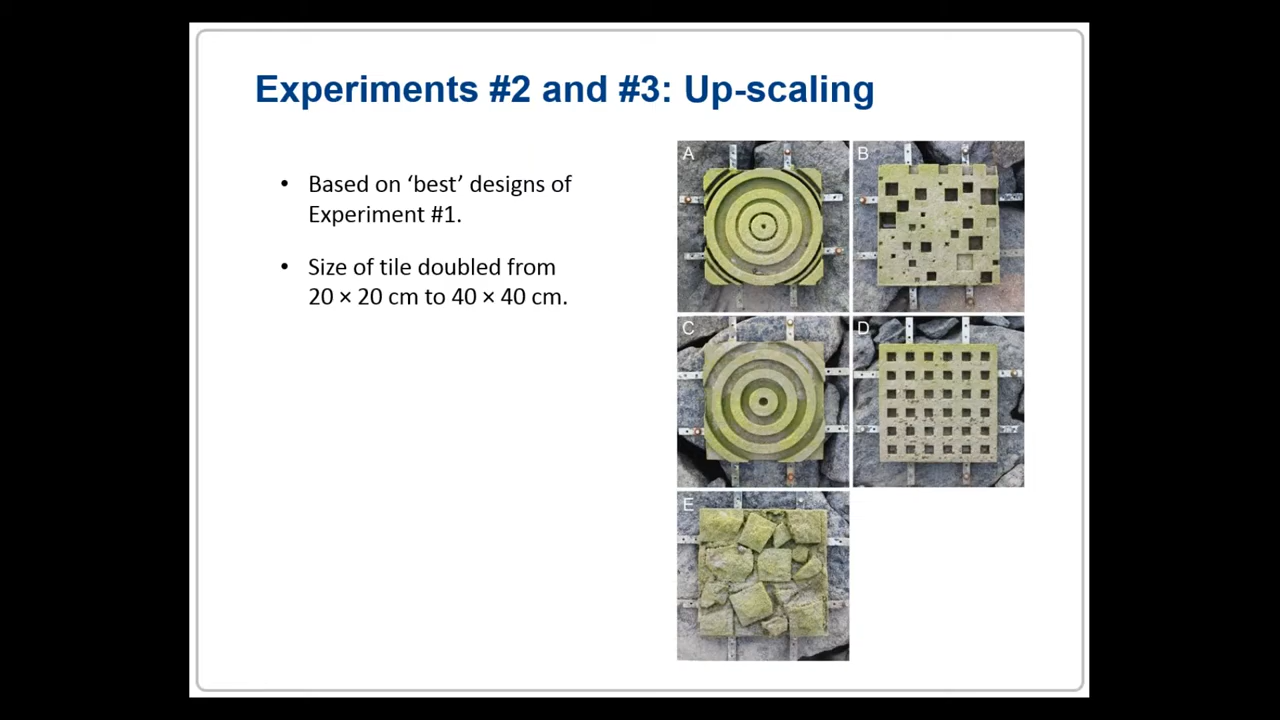 Experiments #2 and #3: Up-scaling
• Based on ‘best’ designs of
Experiment #1.
• Size of tile doubled from
20 × 20 cm to 40 × 40 cm.
A
B
C
D
E